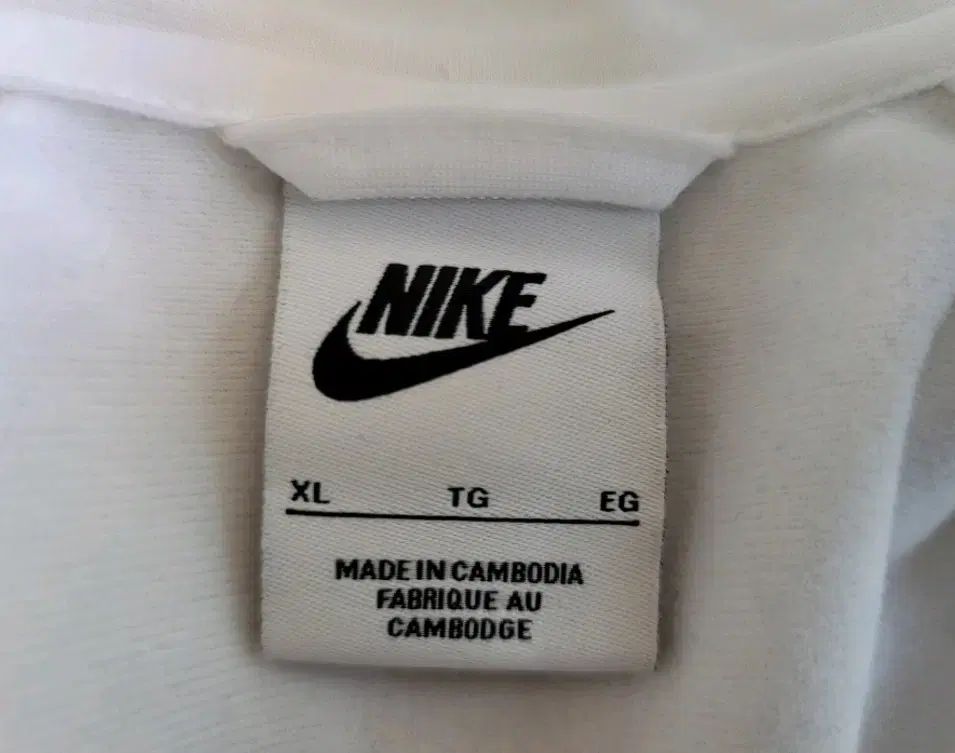 NIKE
XL TG EG
MADE IN CAMBODIA
FABRIQUE AU
CAMBODGE